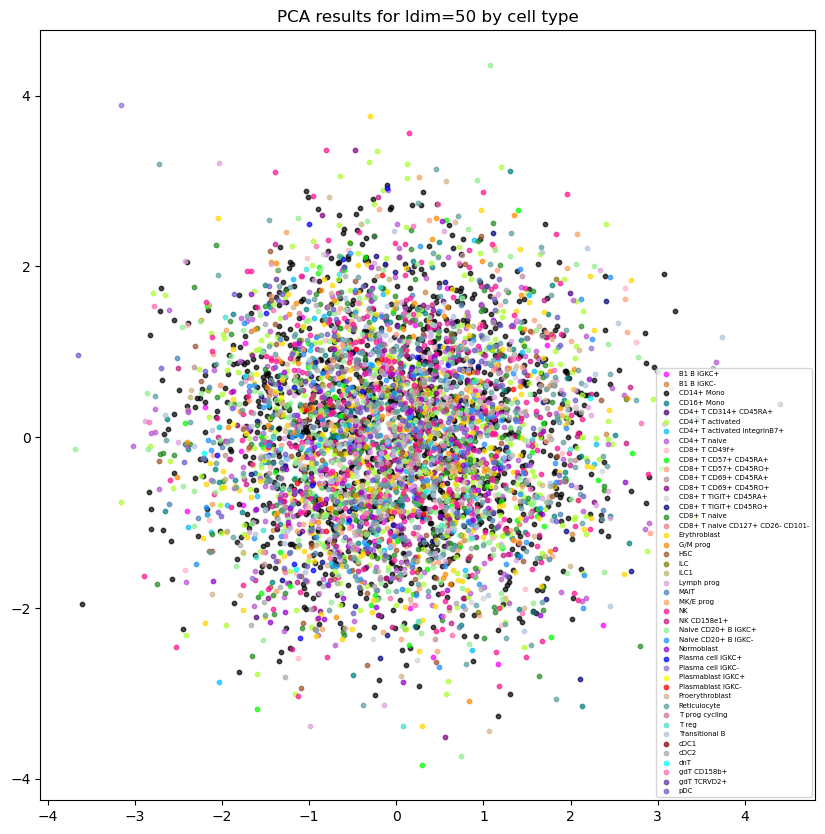 PCA results for ldim=50 by cell type
4
2
0
−2
−4
−4
−3
−2
−1
0
1
2
3
4
B1 B IGKC+
B1 B IGKC-
CD14+ Mono
CD16+ Mono
CD4+ T CD314+ CD45RA+
CD4+ T activated
CD4+ T activated integrinB7+
CD4+ T naive
CD8+ T CD49f+
CD8+ T CD57+ CD45RA+
CD8+ T CD57+ CD45RO+
CD8+ T CD69+ CD45RA+
CD8+ T CD69+ CD45RO+
CD8+ T TIGIT+ CD45RA+
CD8+ T TIGIT+ CD45RO+
CD8+ T naive
CD8+ T naive CD127+ CD26- CD101-
Erythroblast
G/M prog
HSC
ILC
ILC1
Lymph prog
MAIT
MK/E prog
NK
NK CD158e1+
Naive CD20+ B IGKC+
Naive CD20+ B IGKC-
Normoblast
Plasma cell IGKC+
Plasma cell IGKC-
Plasmablast IGKC+
Plasmablast IGKC-
Proerythroblast
Reticulocyte
T prog cycling
T reg
Transitional B
cDC1
cDC2
dnT
gdT CD158b+
gdT TCRVD2+
pDC